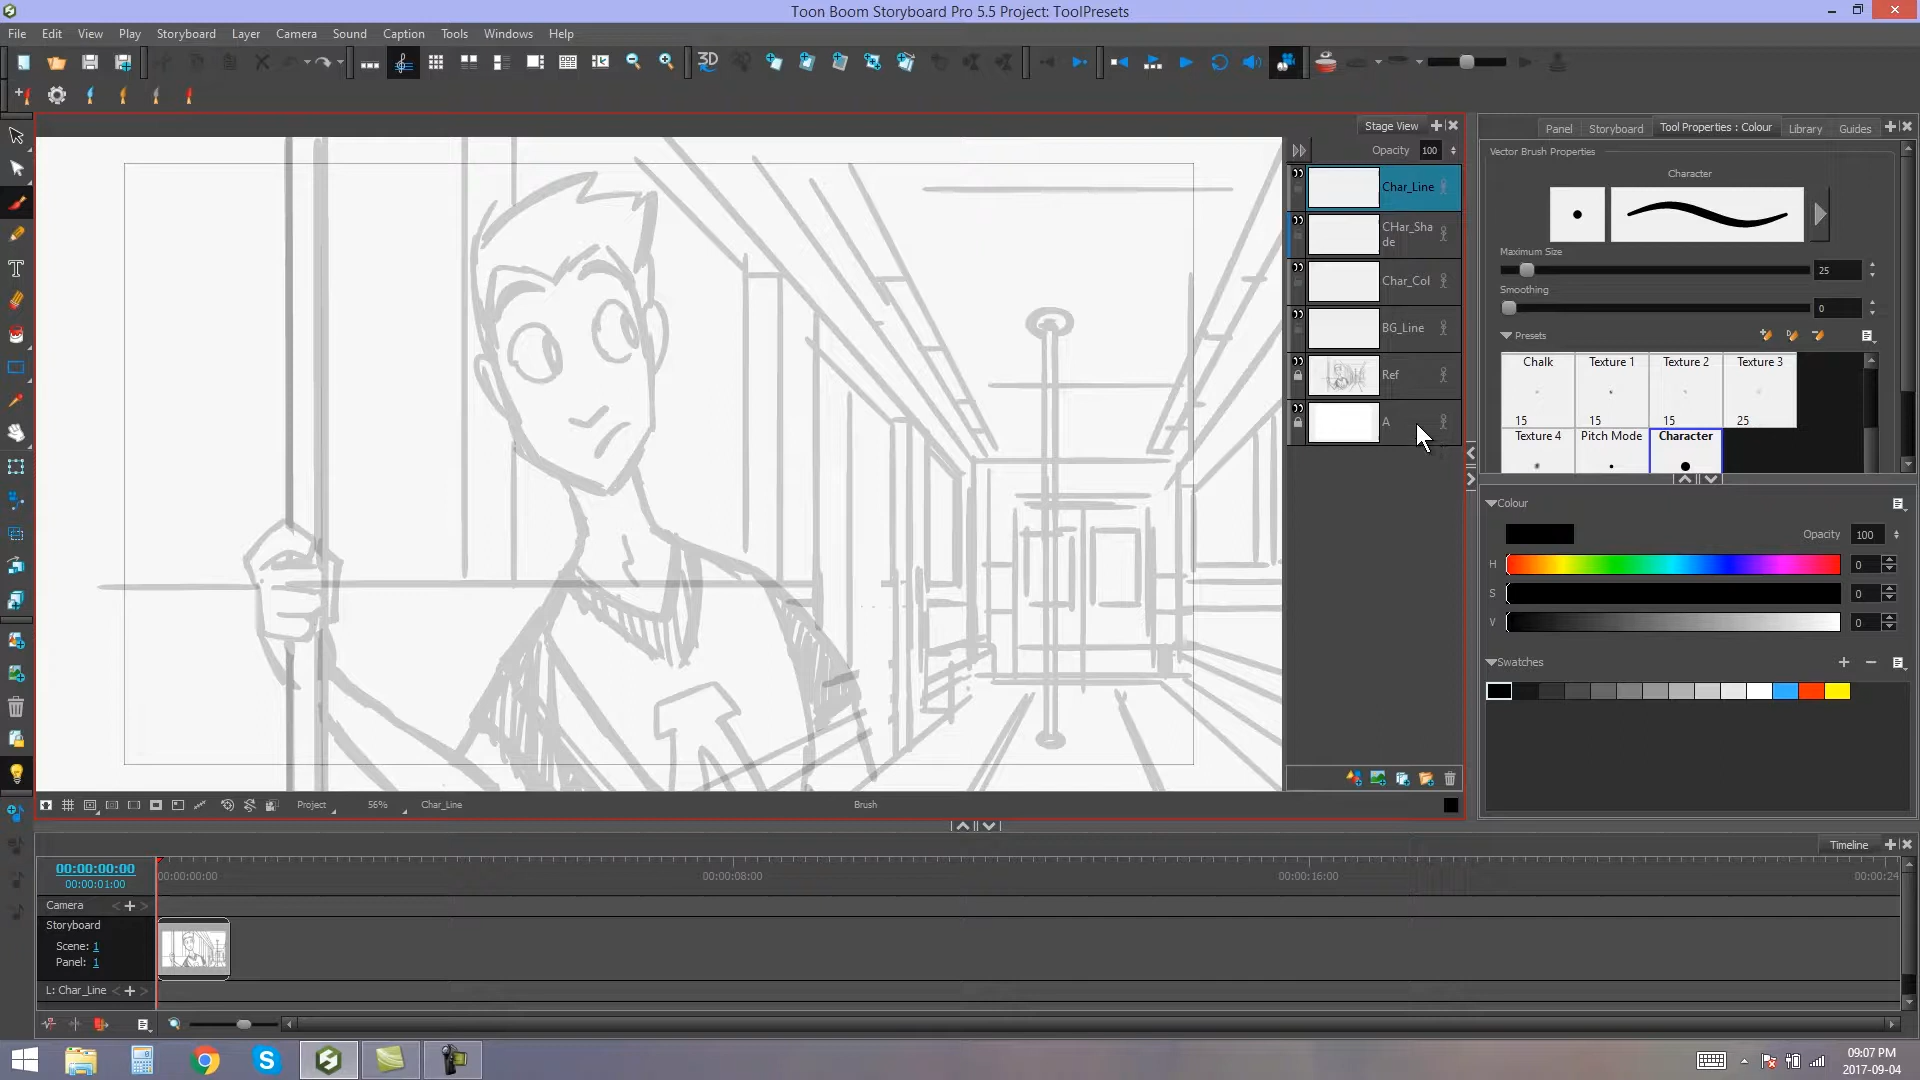 Toon Boom Storyboard Pro 5.5 Project: ToolPresets
File Edit View Play Storyboard Layer Camera Sound Caption Tools Windows Help
3D
Stage View
Opacity 100
Char_Line
CHar_Sha
de
Char_Col
BG_Line
Ref
A
Project 56% Char_Line Brush
Panel Storyboard Tool Properties : Colour Library Guides
Vector Brush Properties
Character
Maximum Size
25
Smoothing
0
Presets
Chalk Texture 1 Texture 2 Texture 3
15 15 15 25
Texture 4 Pitch Mode Character
Colour
Opacity 100
H 0
S 0
V 0
Swatches
Timeline
00:00:00:00
00:00:01:00
00:00:00:00 00:00:08:00 00:00:16:00 00:00:24
Camera
Storyboard
Scene: 1
Panel: 1
L: Char_Line
09:07 PM
2017-09-04